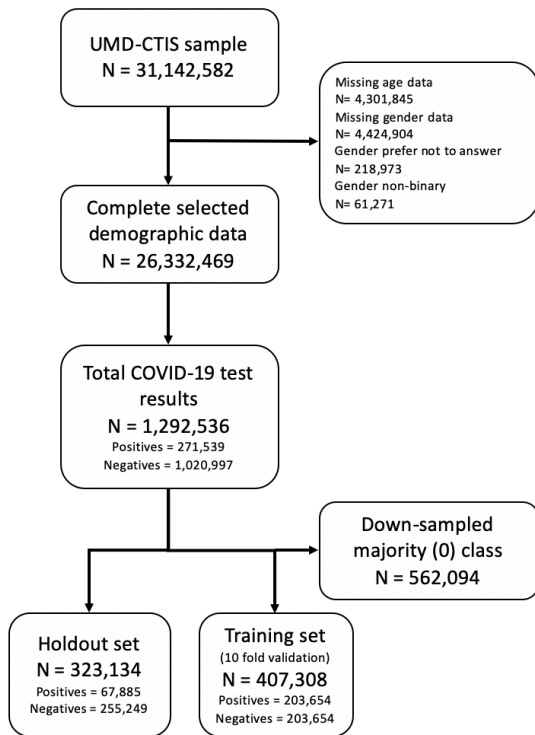 UMD-CTIS sample
N = 31,142,582
Missing age data
N= 4,301,845
Missing gender data
N= 4,424,904
Gender prefer not to answer
N= 218,973
Gender non-binary
N= 61,271
Complete selected
demographic data
N = 26,332,469
Total COVID-19 test
results
N = 1,292,536
Positives = 271,539
Negatives = 1,020,997
Down-sampled
majority (0) class
N = 562,094
Holdout set
N = 323,134
Positives = 67,885
Negatives = 255,249
Training set
(10 fold validation)
N = 407,308
Positives = 203,654
Negatives = 203,654